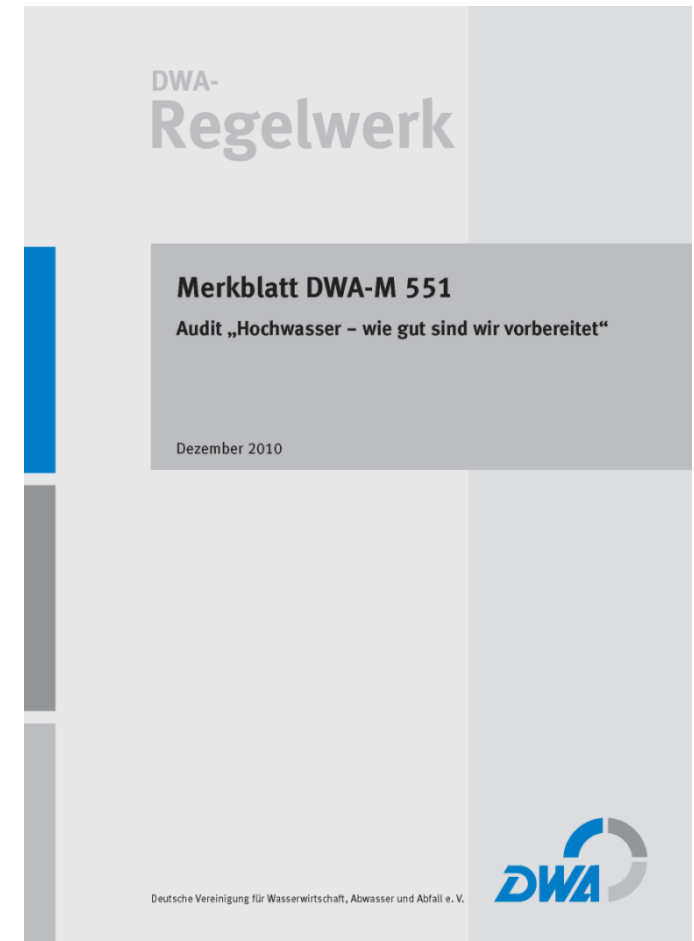 DWA-
Regelwerk
Merkblatt DWA-M 551
Audit „Hochwasser – wie gut sind wir vorbereitet“
Dezember 2010
DWA
Deutsche Vereinigung für Wasserwirtschaft, Abwasser und Abfall e. V.